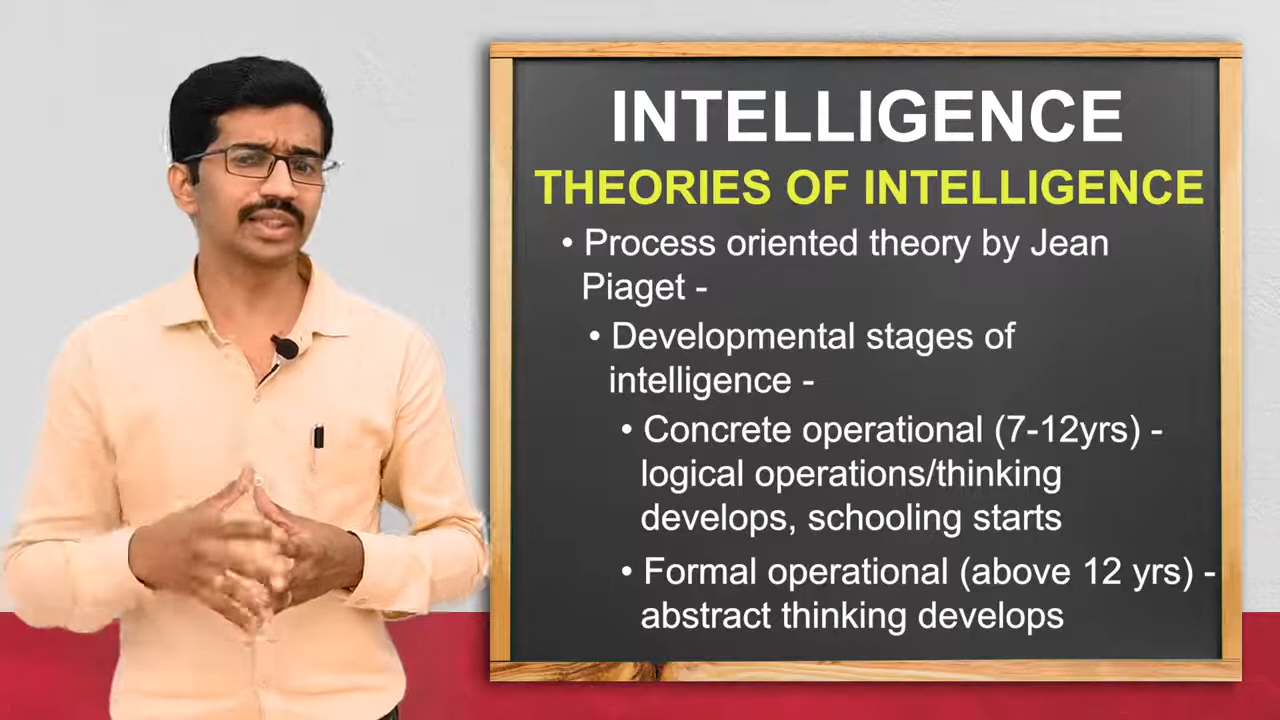 INTELLIGENCE
THEORIES OF INTELLIGENCE
• Process oriented theory by Jean
Piaget -
• Developmental stages of
intelligence -
• Concrete operational (7-12yrs) -
logical operations/thinking
develops, schooling starts
• Formal operational (above 12 yrs) -
abstract thinking develops